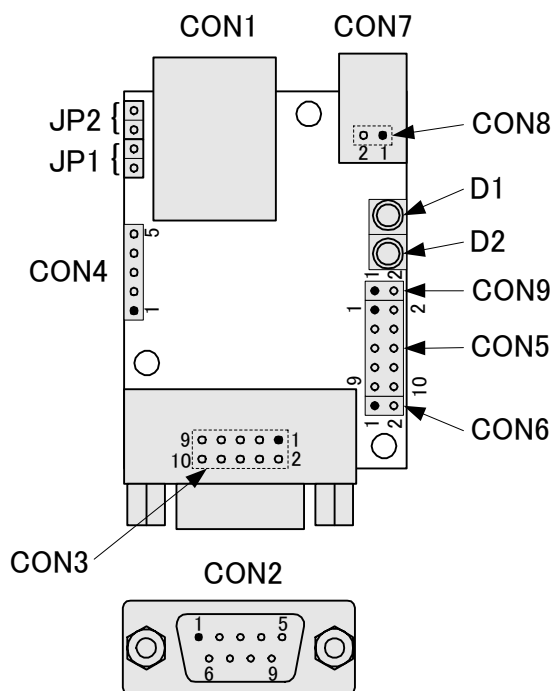 CON1
CON7
JP2
JP1
CON8
2 1
D1
D2
CON4
5
1
1 2
CON9
1 2
CON5
9 10
CON6
1 2
9 1
10 2
CON3
CON2
1 5
6 9